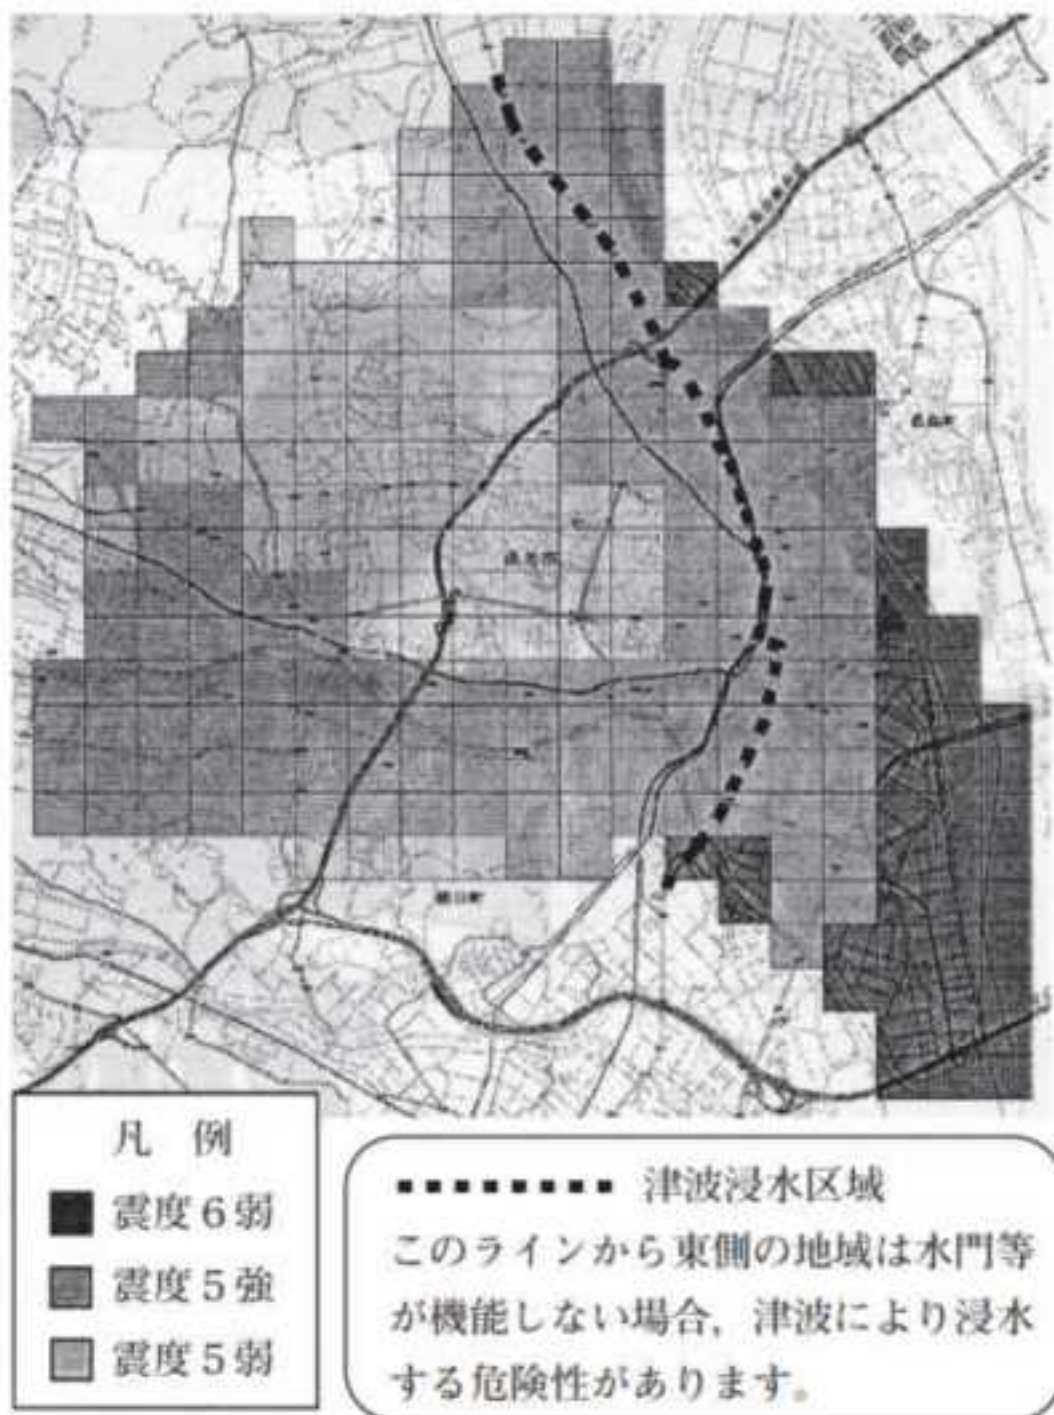 凡 例
震度6弱
震度5強
震度5弱
津波浸水区域
このラインから東側の地域は水門等
が機能しない場合，津波により浸水
する危険性があります。